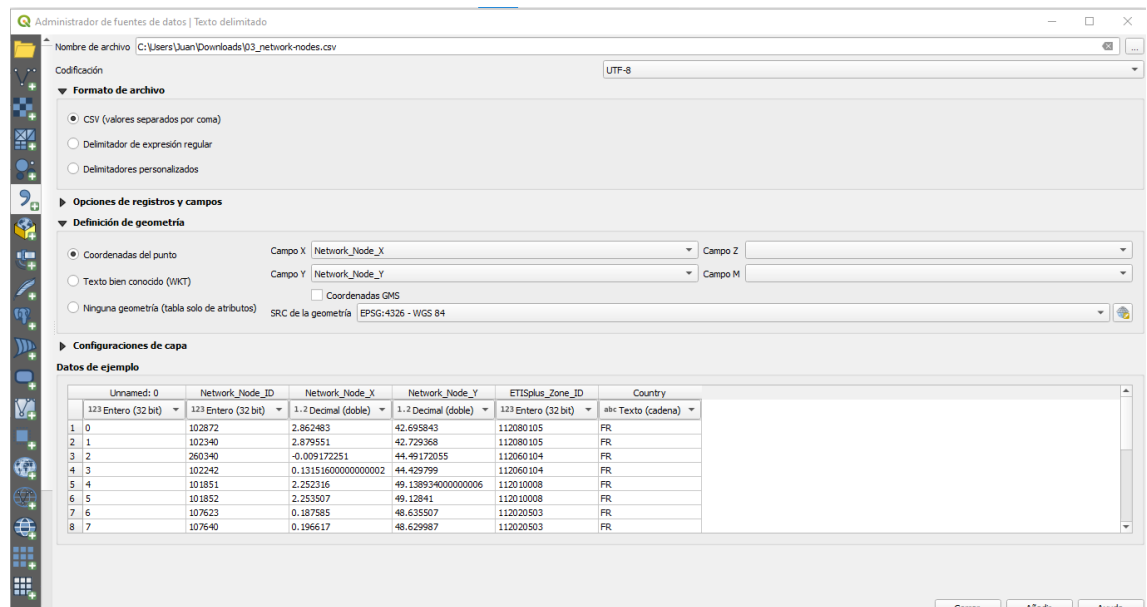 Administrador de fuentes de datos | Texto delimitado
Nombre de archivo C:\Users\Juan\Downloads\03_network-nodes.csv ...
Codificación UTF-8
Formato de archivo
CSV (valores separados por coma)
Delimitador de expresión regular
Delimitadores personalizados
Opciones de registros y campos
Definición de geometría
Coordenadas del punto Campo X Network_Node_X Campo Z
Texto bien conocido (WKT) Campo Y Network_Node_Y Campo M
Coordenadas GMS
Ninguna geometría (tabla solo de atributos) SRC de la geometría EPSG:4326 - WGS 84
Configuraciones de capa
Datos de ejemplo
Unnamed: 0 Network_Node_ID Network_Node_X Network_Node_Y ETISplus_Zone_ID Country
123 Entero (32 bit) 123 Entero (32 bit) 1.2 Decimal (doble) 1.2 Decimal (doble) 123 Entero (32 bit) abc Texto (cadena)
1 0 102872 2.862483 42.695843 112080105 FR
2 1 102340 2.879551 42.729368 112080105 FR
3 2 260340 -0.009172251 44.49172055 112060104 FR
4 3 102242 0.13151600000000002 44.429799 112060104 FR
5 4 101851 2.252316 49.138934000000006 112010008 FR
6 5 101852 2.253507 49.12841 112010008 FR
7 6 107623 0.187585 48.635507 112020503 FR
8 7 107640 0.196617 48.629987 112020503 FR